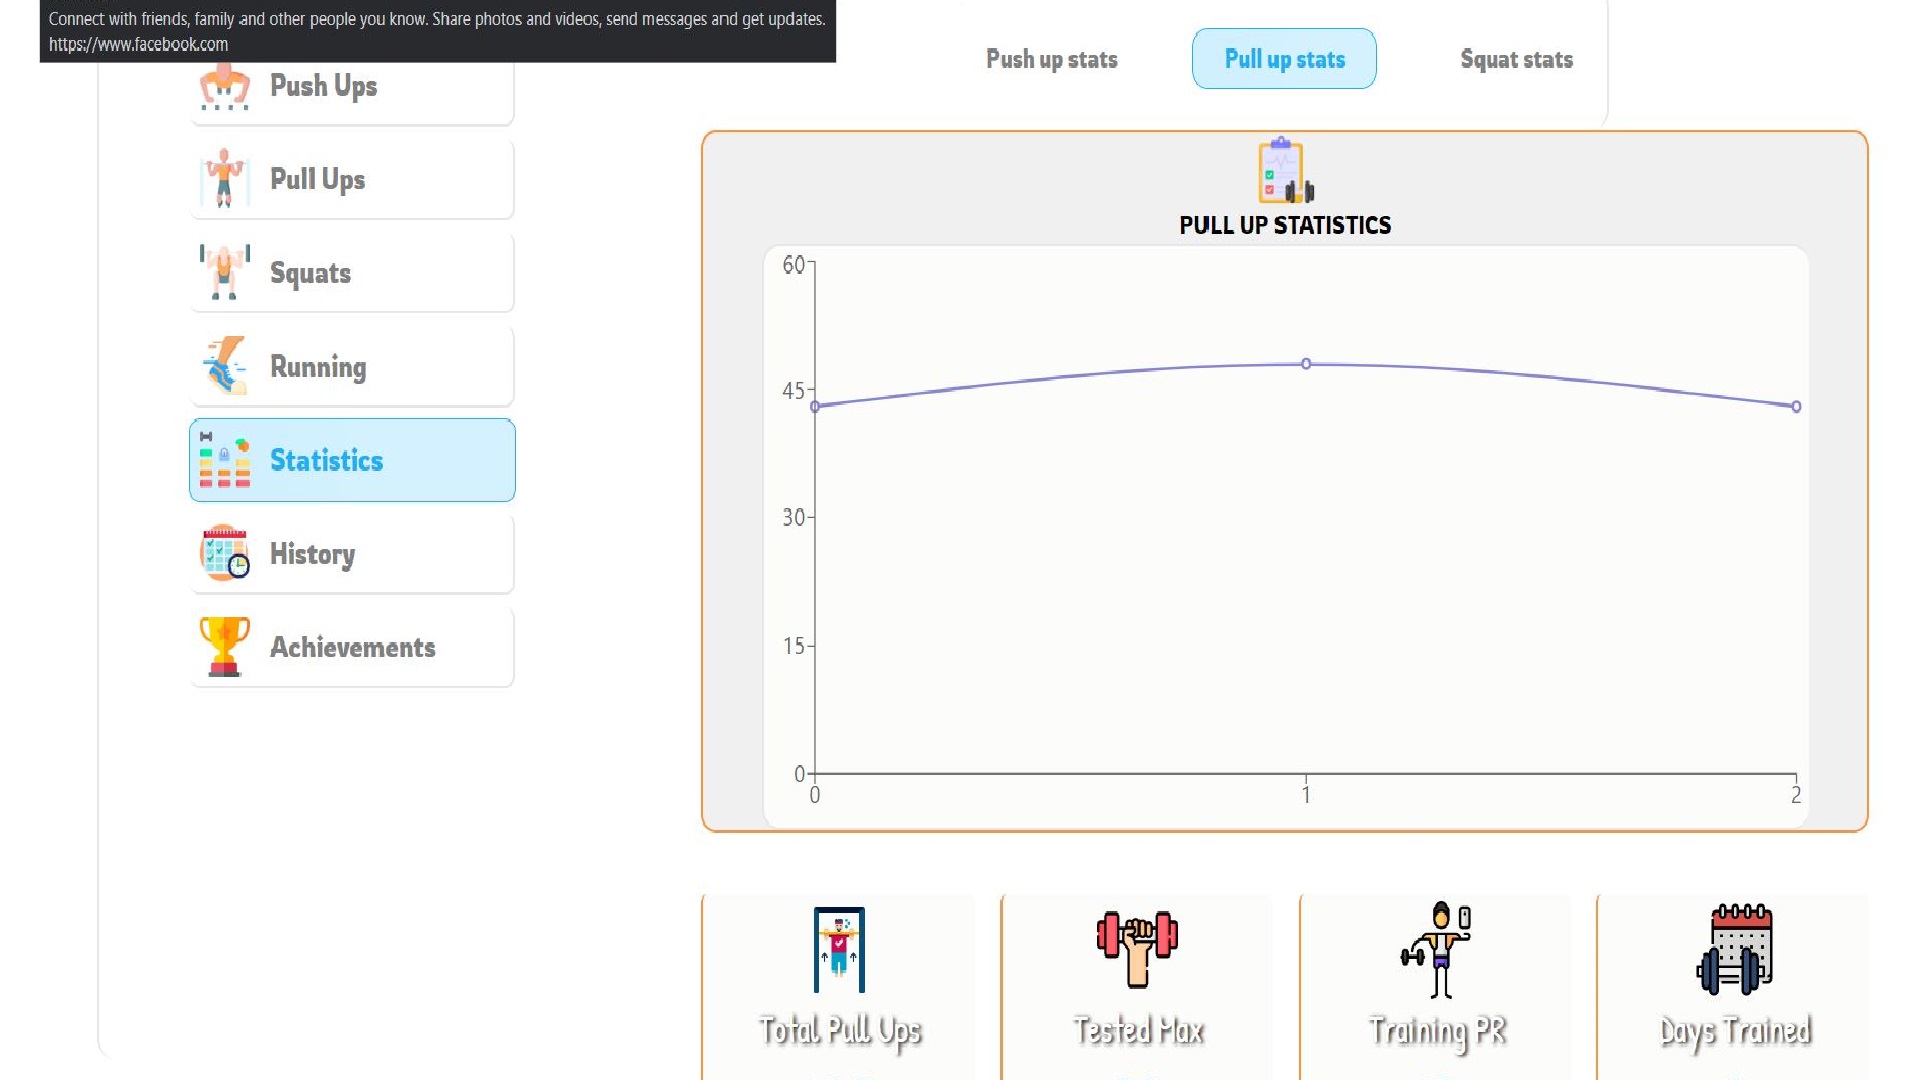 Connect with friends, family and other people you know. Share photos and videos, send messages and get updates.
https://www.facebook.com
Push up stats
Pull up stats
Squat stats
Push Ups
Pull Ups
Squats
Running
Statistics
History
Achievements
PULL UP STATISTICS
60
45
30
15
0
0 1 2
Total Pull Ups
Tested Max
Training PR
Days Trained